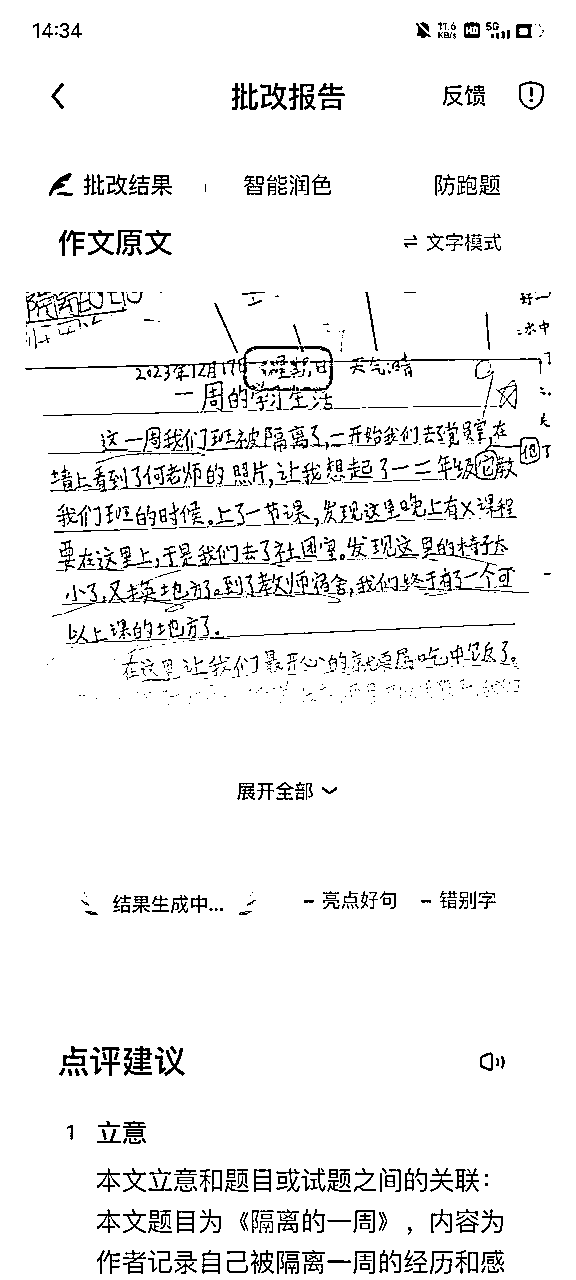 14:34
11.6 KB/s HD 5G
批改报告 反馈
批改结果 智能润色 防跑题
作文原文 文字模式
2023年12月17日 星期日 天气晴
一周的学习生活
这一周我们班被隔离了,一开始我们去党员室,在
墙上看到了何老师的照片,让我想起了一二年级它教
但
我们班的时候。上了一节课,发现这里晚上有X课程
要在这里上,于是我们去了社团室。发现这里的椅子太
小了,又去换地方了。到了教师宿舍,我们终于有了一个可
以上课的地方了。
在这里让我们最开心的就是吃中饭了。
展开全部
结果生成中... 亮点好句 错别字
点评建议
1 立意
本文立意和题目或试题之间的关联：
本文题目为《隔离的一周》，内容为
作者记录自己被隔离一周的经历和感